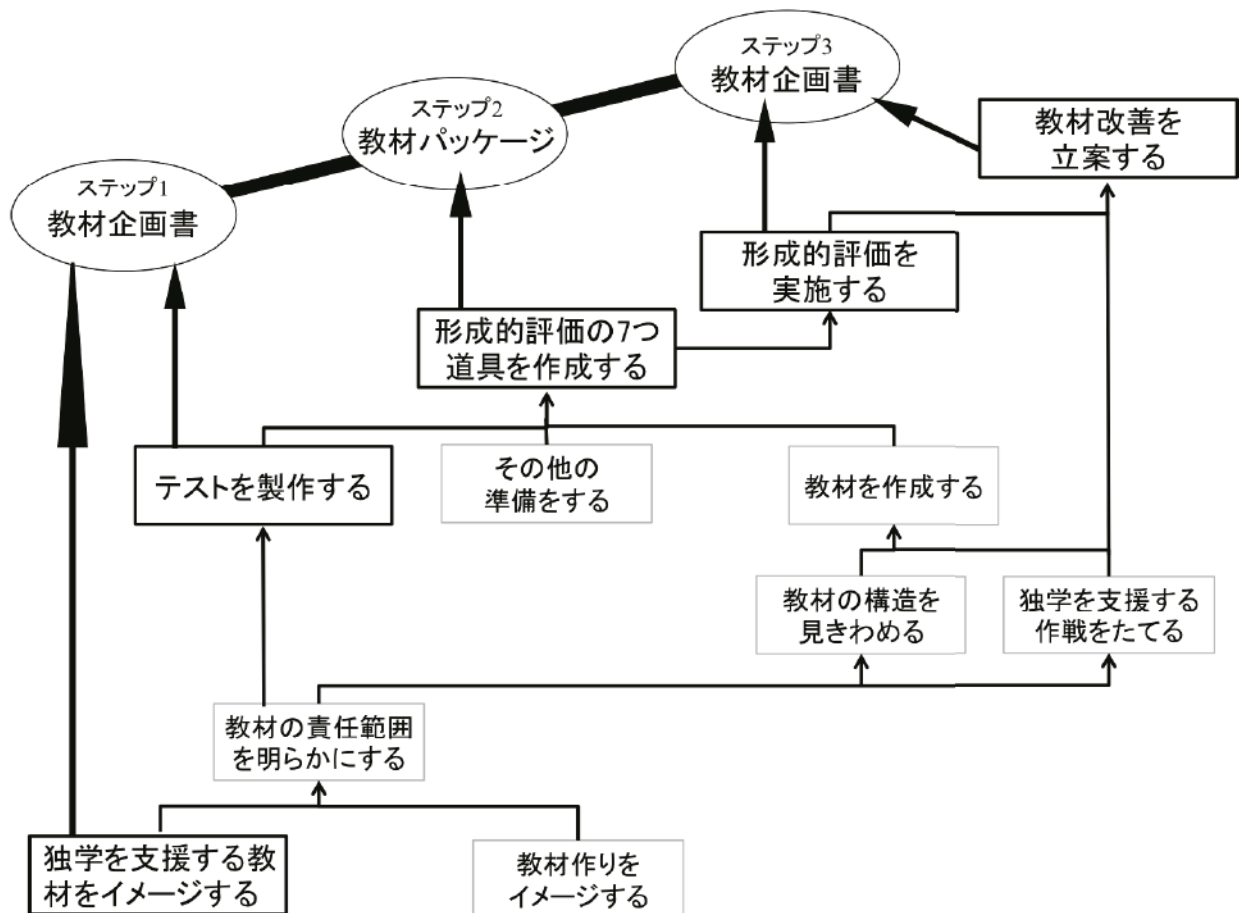 ステップ3
教材企画書
ステップ2
教材パッケージ
教材改善を
立案する
ステップ1
教材企画書
形成的評価を
実施する
形成的評価の7つ
道具を作成する
テストを製作する
その他の
準備をする
教材を作成する
教材の構造を
見きわめる
独学を支援する
作戦をたてる
教材の責任範囲
を明らかにする
独学を支援する教
材をイメージする
教材作りを
イメージする